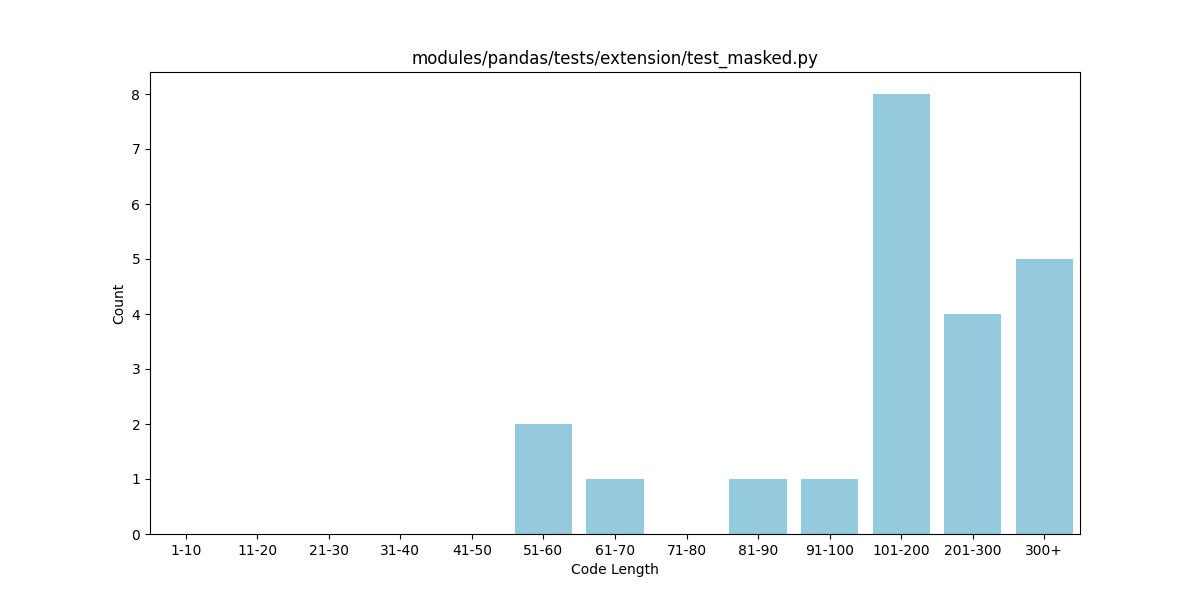 modules/pandas/tests/extension/test_masked.py
8
7
6
5
4
3
2
1
0
Count
1-10 11-20 21-30 31-40 41-50 51-60 61-70 71-80 81-90 91-100 101-200 201-300 300+
Code Length